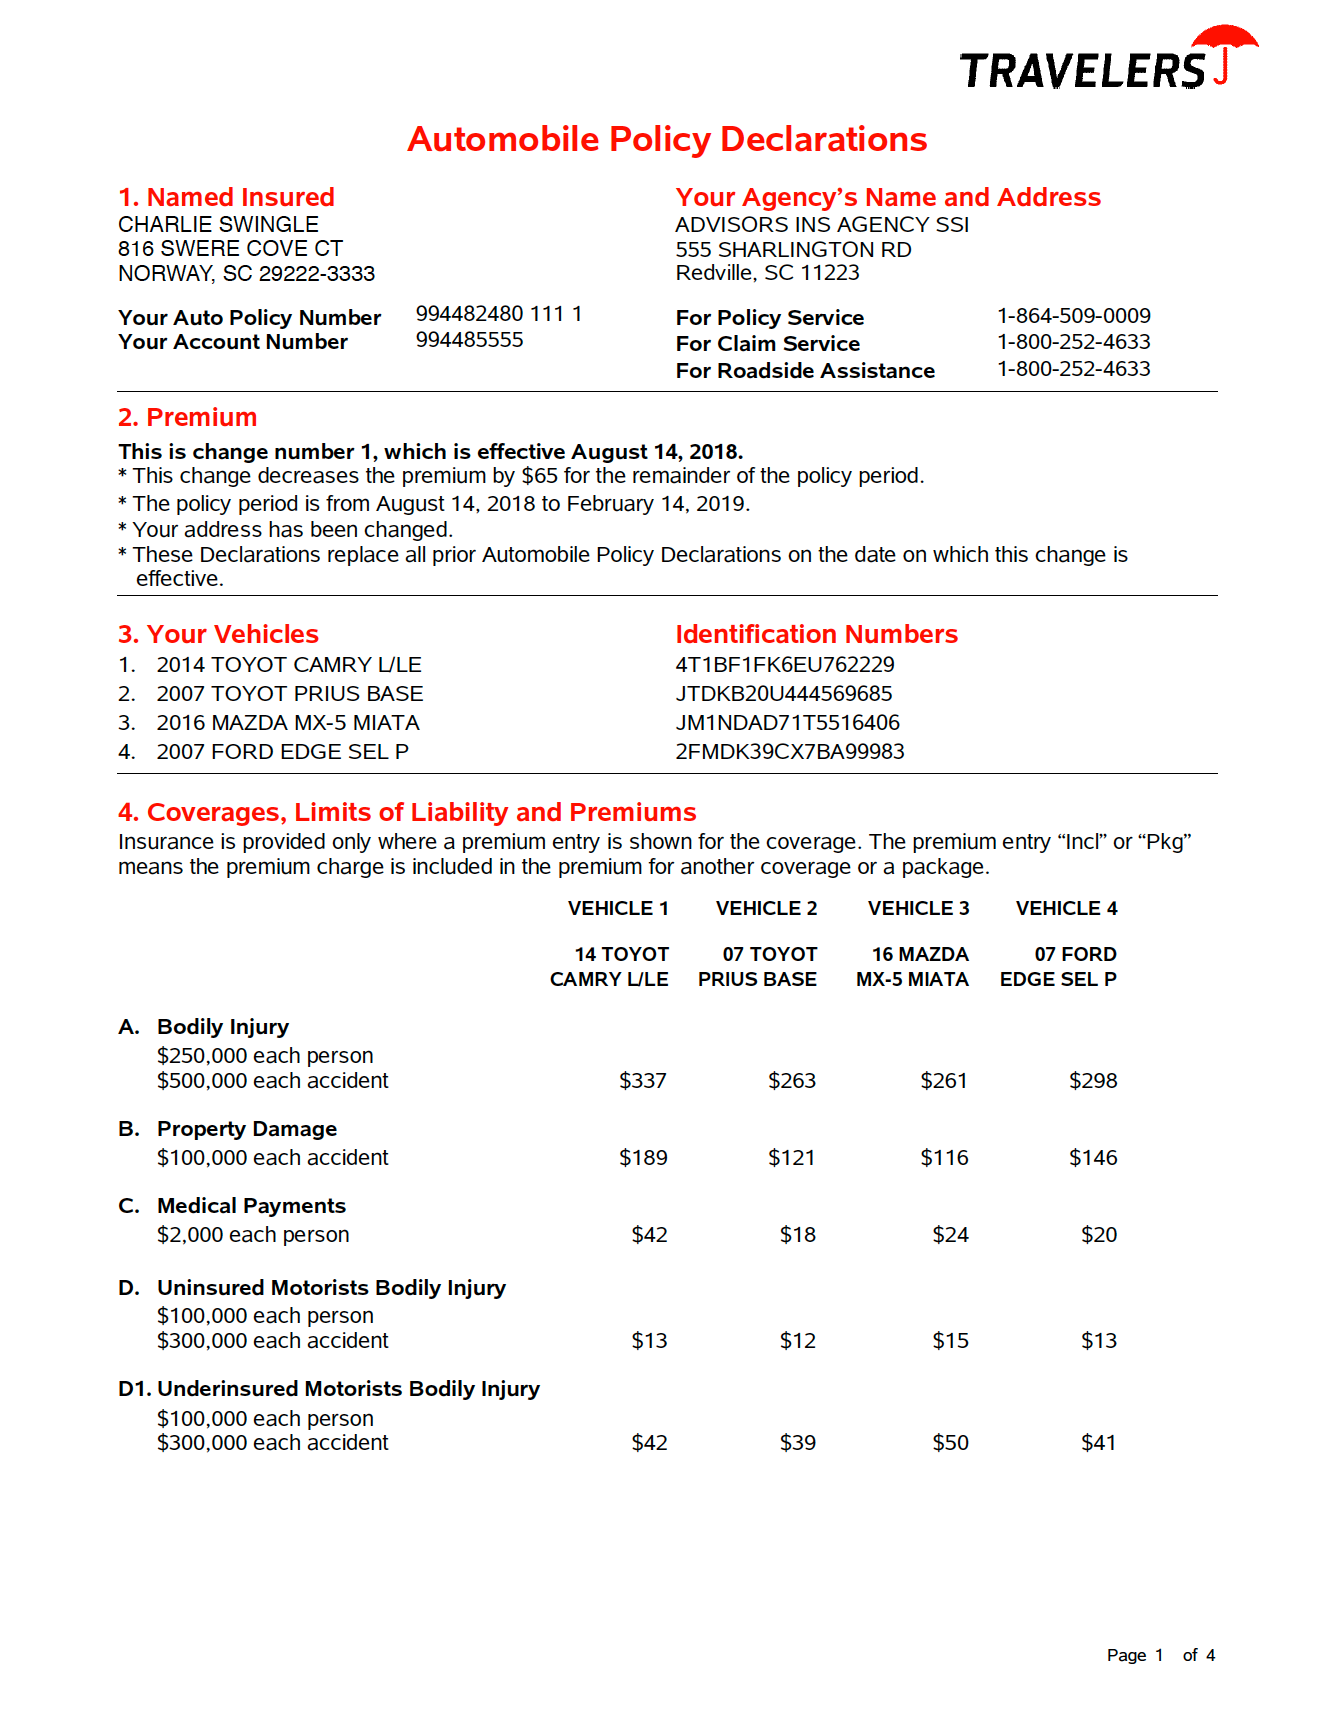 TRAVELERS
Automobile Policy Declarations
1. Named Insured
CHARLIE SWINGLE
816 SWERE COVE CT
NORWAY, SC 29222-3333
Your Agency’s Name and Address
ADVISORS INS AGENCY SSI
555 SHARLINGTON RD
Redville, SC 11223
Your Auto Policy Number 994482480 111 1
Your Account Number 994485555
For Policy Service 1-864-509-0009
For Claim Service 1-800-252-4633
For Roadside Assistance 1-800-252-4633
2. Premium
This is change number 1, which is effective August 14, 2018.
* This change decreases the premium by $65 for the remainder of the policy period.
* The policy period is from August 14, 2018 to February 14, 2019.
* Your address has been changed.
* These Declarations replace all prior Automobile Policy Declarations on the date on which this change is
effective.
3. Your Vehicles Identification Numbers
1. 2014 TOYOT CAMRY L/LE 4T1BF1FK6EU762229
2. 2007 TOYOT PRIUS BASE JTDKB20U444569685
3. 2016 MAZDA MX-5 MIATA JM1NDAD71T5516406
4. 2007 FORD EDGE SEL P 2FMDK39CX7BA99983
4. Coverages, Limits of Liability and Premiums
Insurance is provided only where a premium entry is shown for the coverage. The premium entry “Incl” or “Pkg”
means the premium charge is included in the premium for another coverage or a package.
VEHICLE 1 VEHICLE 2 VEHICLE 3 VEHICLE 4
14 TOYOT 07 TOYOT 16 MAZDA 07 FORD
CAMRY L/LE PRIUS BASE MX-5 MIATA EDGE SEL P
A. Bodily Injury
$250,000 each person
$500,000 each accident $337 $263 $261 $298
B. Property Damage
$100,000 each accident $189 $121 $116 $146
C. Medical Payments
$2,000 each person $42 $18 $24 $20
D. Uninsured Motorists Bodily Injury
$100,000 each person
$300,000 each accident $13 $12 $15 $13
D1. Underinsured Motorists Bodily Injury
$100,000 each person
$300,000 each accident $42 $39 $50 $41
Page 1 of 4